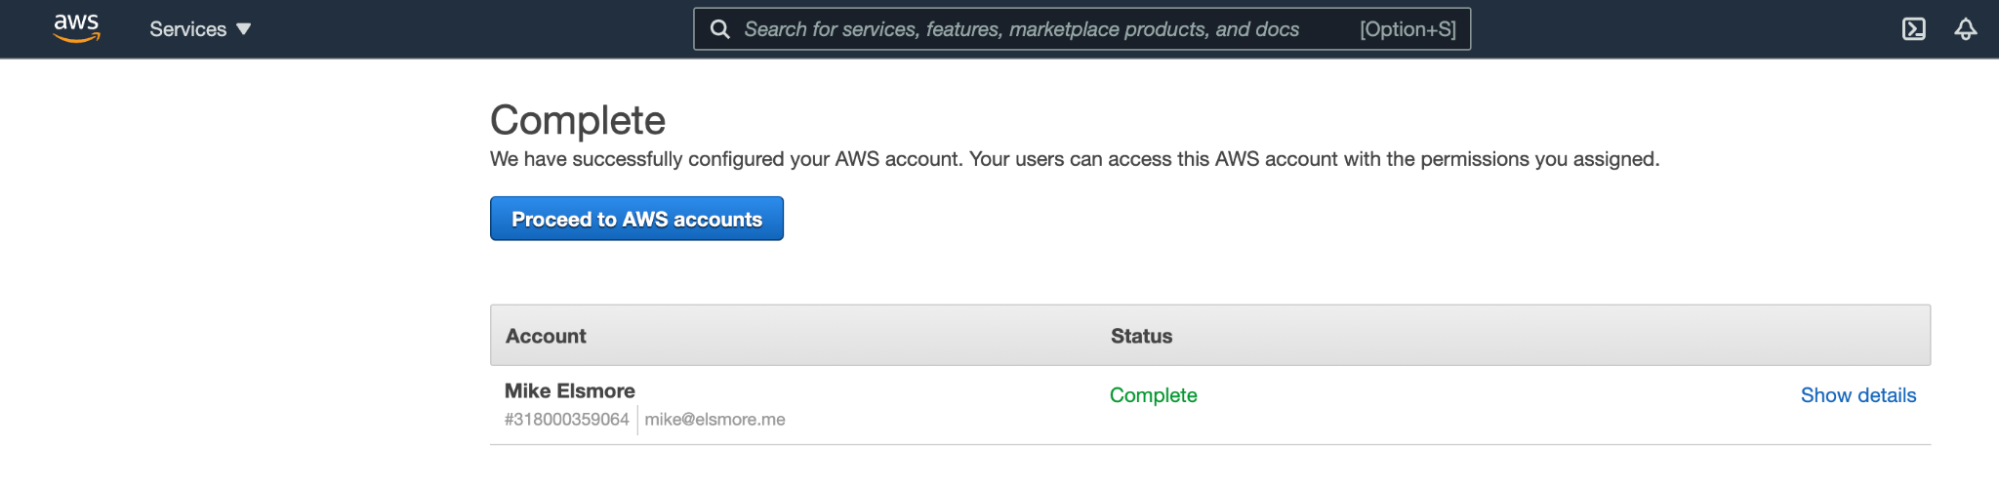 aws Services Search for services, features, marketplace products, and docs [Option+S]
Complete
We have successfully configured your AWS account. Your users can access this AWS account with the permissions you assigned.
Proceed to AWS accounts
Account Status
Mike Elsmore Complete Show details
#318000359064 mike@elsmore.me